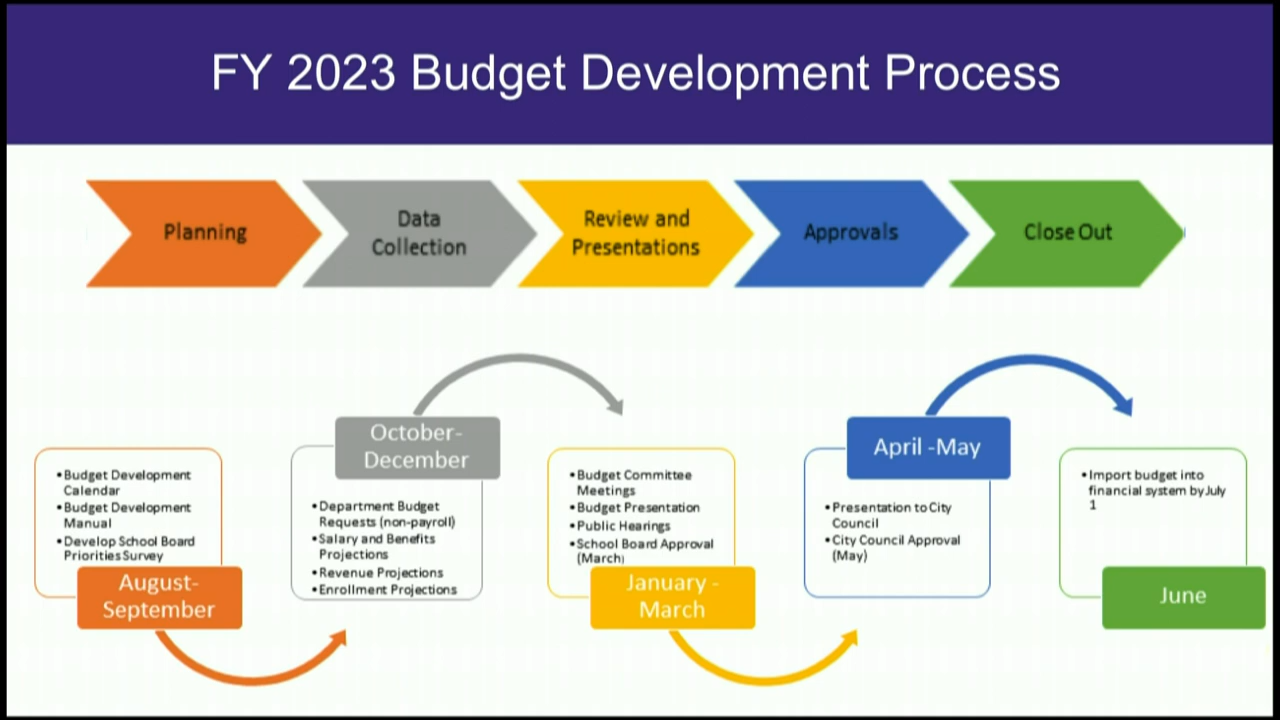 FY 2023 Budget Development Process
Planning
Data
Collection
Review and
Presentations
Approvals
Close Out
•Budget Development
Calendar
•Budget Development
Manual
•Develop School Board
Priorities Survey
August-
September
October-
December
•Department Budget
Requests (non-payroll)
•Salary and Benefits
Projections
•Revenue Projections
•Enrollment Projections
•Budget Committee
Meetings
•Budget Presentation
•Public Hearings
•School Board Approval
(March)
January -
March
April -May
•Presentation to City
Council
•City Council Approval
(May)
•Import budget into
financial system by July
1
June